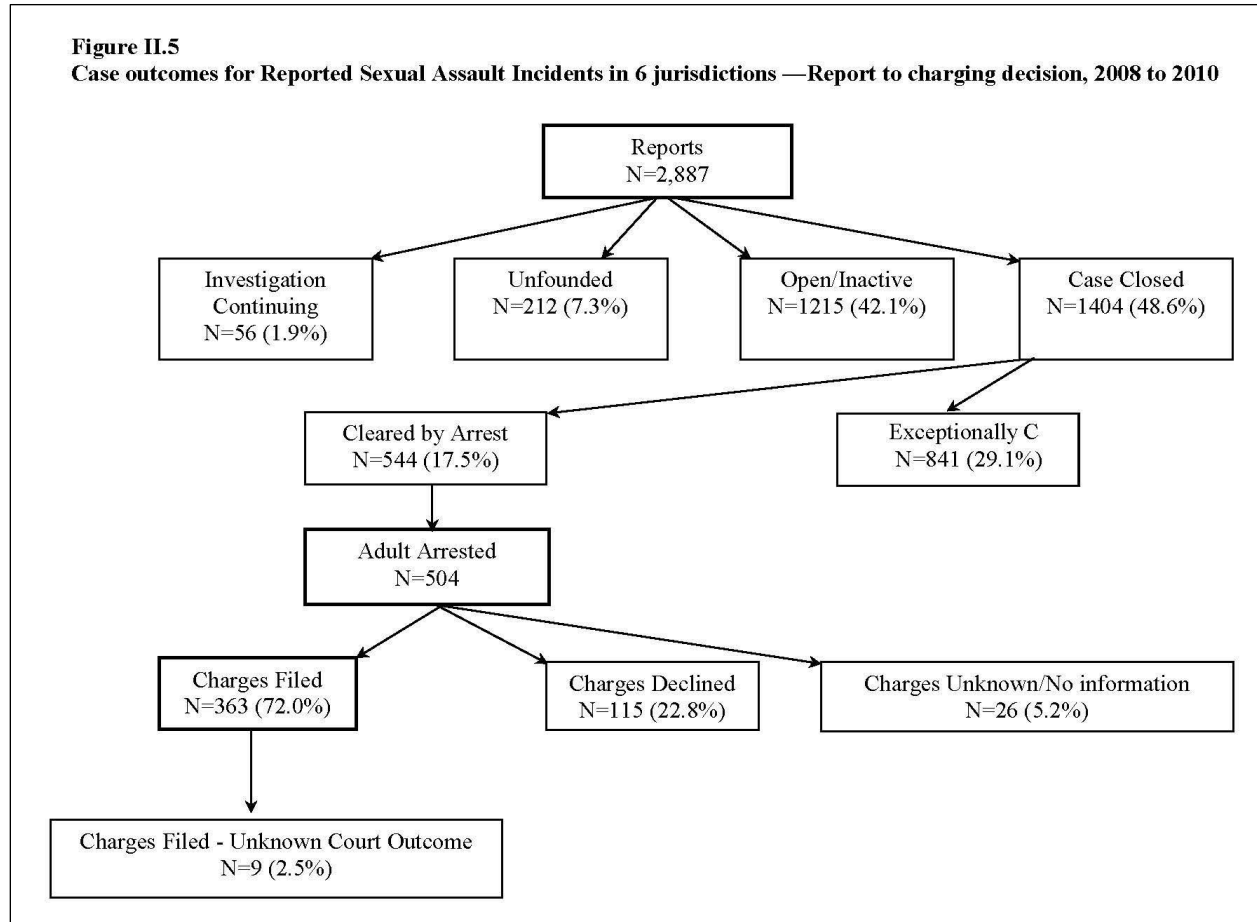 Figure II.5
Case outcomes for Reported Sexual Assault Incidents in 6 jurisdictions —Report to charging decision, 2008 to 2010
Reports
N=2,887
Investigation
Continuing
N=56 (1.9%)
Unfounded
N=212 (7.3%)
Open/Inactive
N=1215 (42.1%)
Case Closed
N=1404 (48.6%)
Cleared by Arrest
N=544 (17.5%)
Exceptionally C
N=841 (29.1%)
Adult Arrested
N=504
Charges Filed
N=363 (72.0%)
Charges Declined
N=115 (22.8%)
Charges Unknown/No information
N=26 (5.2%)
Charges Filed - Unknown Court Outcome
N=9 (2.5%)